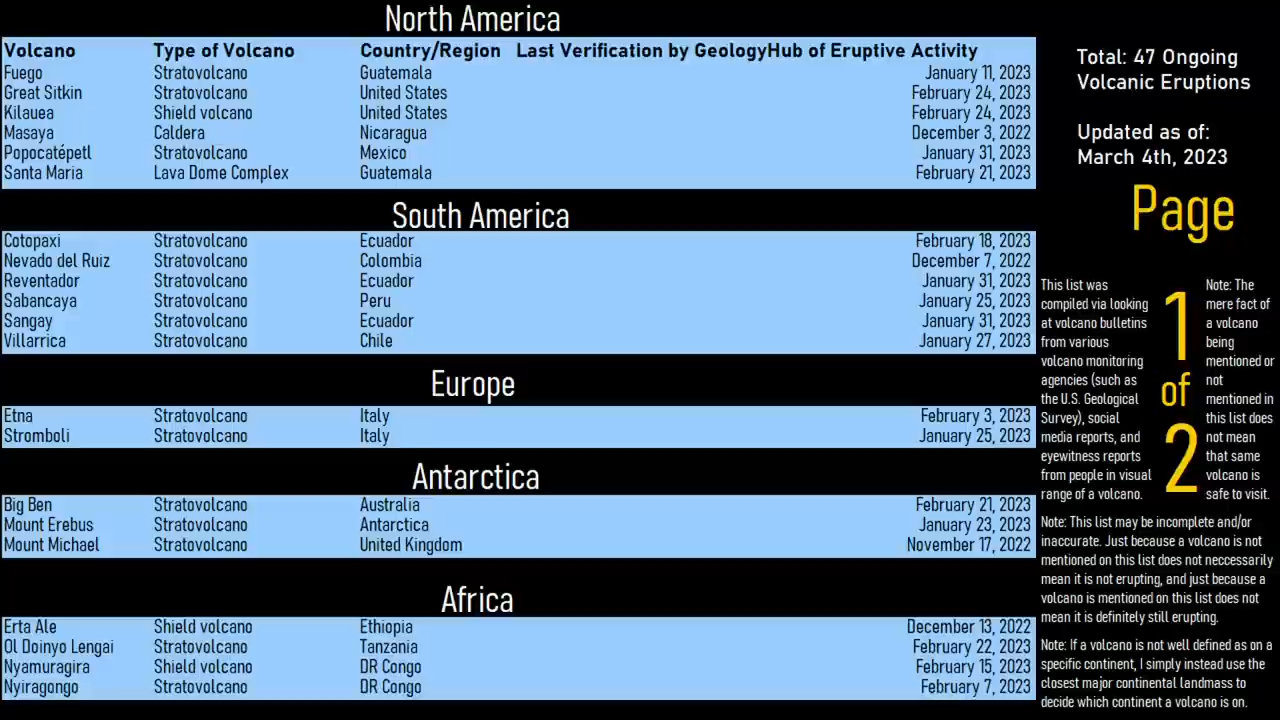 North America
Volcano Type of Volcano Country/Region Last Verification by GeologyHub of Eruptive Activity
Fuego Stratovolcano Guatemala January 11, 2023
Great Sitkin Stratovolcano United States February 24, 2023
Kilauea Shield volcano United States February 24, 2023
Masaya Caldera Nicaragua December 3, 2022
Popocatépetl Stratovolcano Mexico January 31, 2023
Santa Maria Lava Dome Complex Guatemala February 21, 2023
South America
Cotopaxi Stratovolcano Ecuador February 18, 2023
Nevado del Ruiz Stratovolcano Colombia December 7, 2022
Reventador Stratovolcano Ecuador January 31, 2023
Sabancaya Stratovolcano Peru January 25, 2023
Sangay Stratovolcano Ecuador January 31, 2023
Villarrica Stratovolcano Chile January 27, 2023
Europe
Etna Stratovolcano Italy February 3, 2023
Stromboli Stratovolcano Italy January 25, 2023
Antarctica
Big Ben Stratovolcano Australia February 21, 2023
Mount Erebus Stratovolcano Antarctica January 23, 2023
Mount Michael Stratovolcano United Kingdom November 17, 2022
Africa
Erta Ale Shield volcano Ethiopia December 13, 2022
Ol Doinyo Lengai Stratovolcano Tanzania February 22, 2023
Nyamuragira Shield volcano DR Congo February 15, 2023
Nyiragongo Stratovolcano DR Congo February 7, 2023
Total: 47 Ongoing
Volcanic Eruptions
Updated as of:
March 4th, 2023
Page
1
of
2
This list was
compiled via looking
at volcano bulletins
from various
volcano monitoring
agencies (such as
the U.S. Geological
Survey), social
media reports, and
eyewitness reports
from people in visual
range of a volcano.
Note: The
mere fact of
a volcano
being
mentioned or
not
mentioned in
this list does
not mean
that same
volcano is
safe to visit.
Note: This list may be incomplete and/or
inaccurate. Just because a volcano is not
mentioned on this list does not neccessarily
mean it is not erupting, and just because a
volcano is mentioned on this list does not
mean it is definitely still erupting.
Note: If a volcano is not well defined as on a
specific continent, I simply instead use the
closest major continental landmass to
decide which continent a volcano is on.